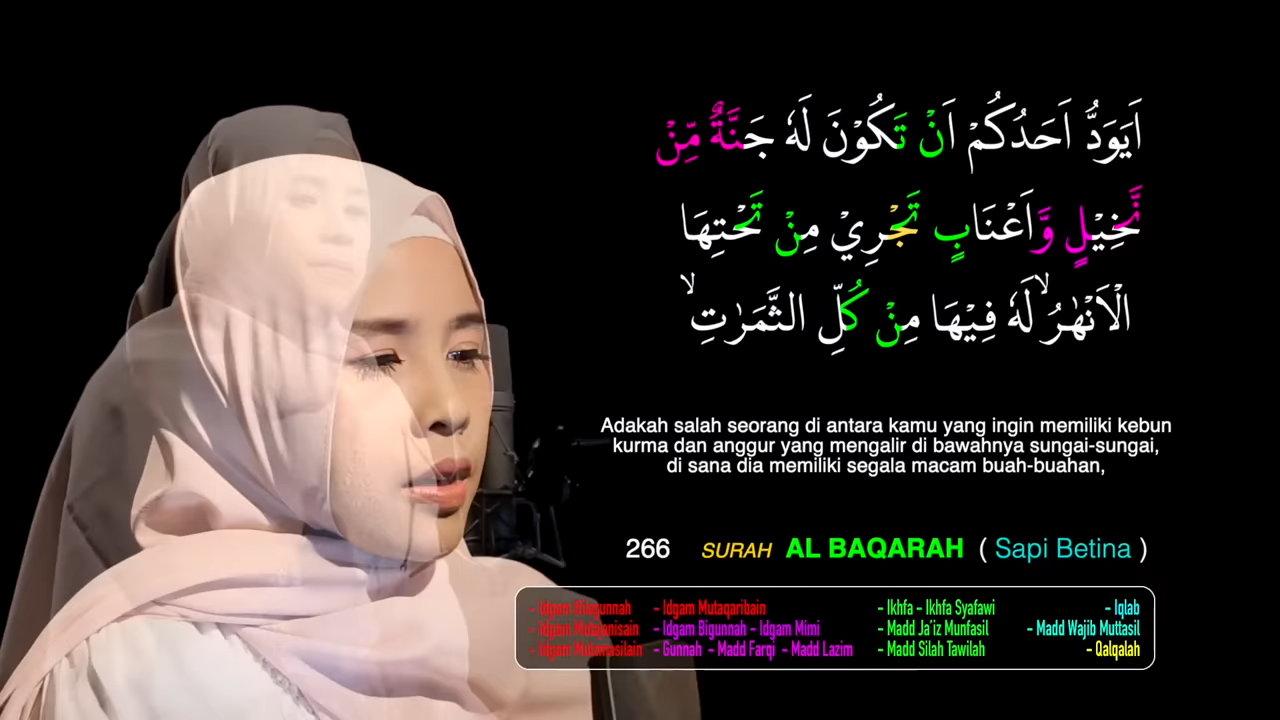 اَيَوَدُّ اَحَدُكُمْ اَنْ تَكُوْنَ لَهٗ جَنَّةٌ مِّنْ
نَّخِيْلٍ وَّاَعْنَابٍ تَجْرِيْ مِنْ تَحْتِهَا
الْاَنْهٰرُۙ لَهٗ فِيْهَا مِنْ كُلِّ الثَّمَرٰتِۙ
Adakah salah seorang di antara kamu yang ingin memiliki kebun
kurma dan anggur yang mengalir di bawahnya sungai-sungai,
di sana dia memiliki segala macam buah-buahan,
266 SURAH AL BAQARAH ( Sapi Betina )
- Idgam Bilagunnah - Idgam Mutaqaribain - Ikhfa - Ikhfa Syafawi - Iqlab
- Idgam Mutajanisain - Idgam Bigunnah - Idgam Mimi - Madd Ja'iz Munfasil - Madd Wajib Muttasil
- Idgam Mutamasilain - Gunnah - Madd Farqi - Madd Lazim - Madd Silah Tawilah - Qalqalah